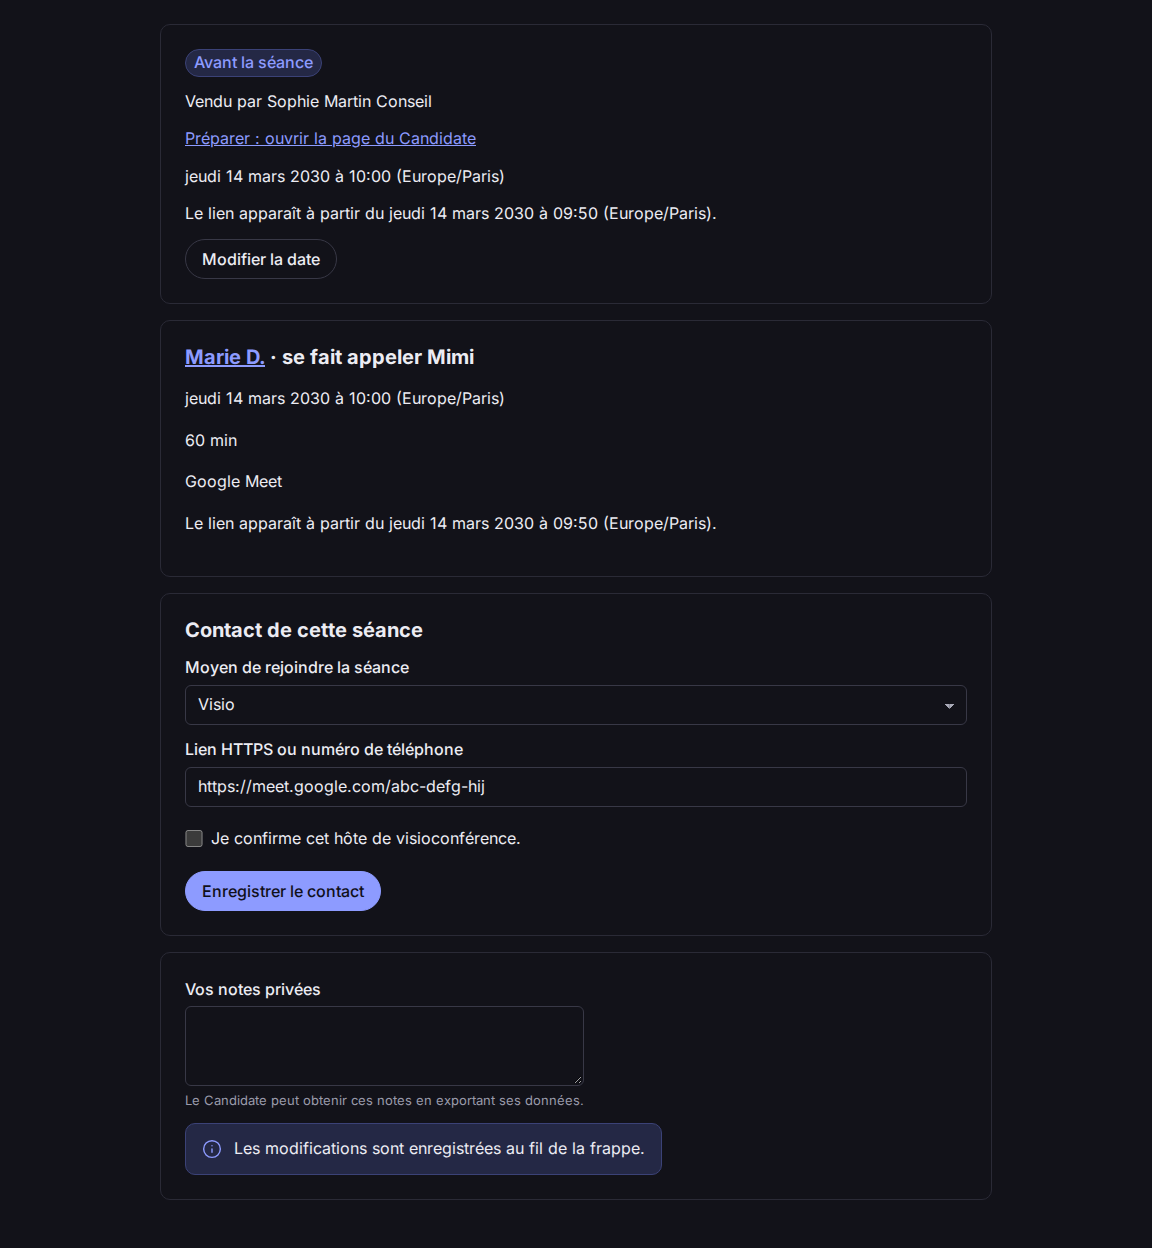 Avant la séance
Vendu par Sophie Martin Conseil
Préparer : ouvrir la page du Candidate
jeudi 14 mars 2030 à 10:00 (Europe/Paris)
Le lien apparaît à partir du jeudi 14 mars 2030 à 09:50 (Europe/Paris).
Modifier la date
Marie D. · se fait appeler Mimi
jeudi 14 mars 2030 à 10:00 (Europe/Paris)
60 min
Google Meet
Le lien apparaît à partir du jeudi 14 mars 2030 à 09:50 (Europe/Paris).
Contact de cette séance
Moyen de rejoindre la séance
Visio
Lien HTTPS ou numéro de téléphone
https://meet.google.com/abc-defg-hij
Je confirme cet hôte de visioconférence.
Enregistrer le contact
Vos notes privées
Le Candidate peut obtenir ces notes en exportant ses données.
Les modifications sont enregistrées au fil de la frappe.